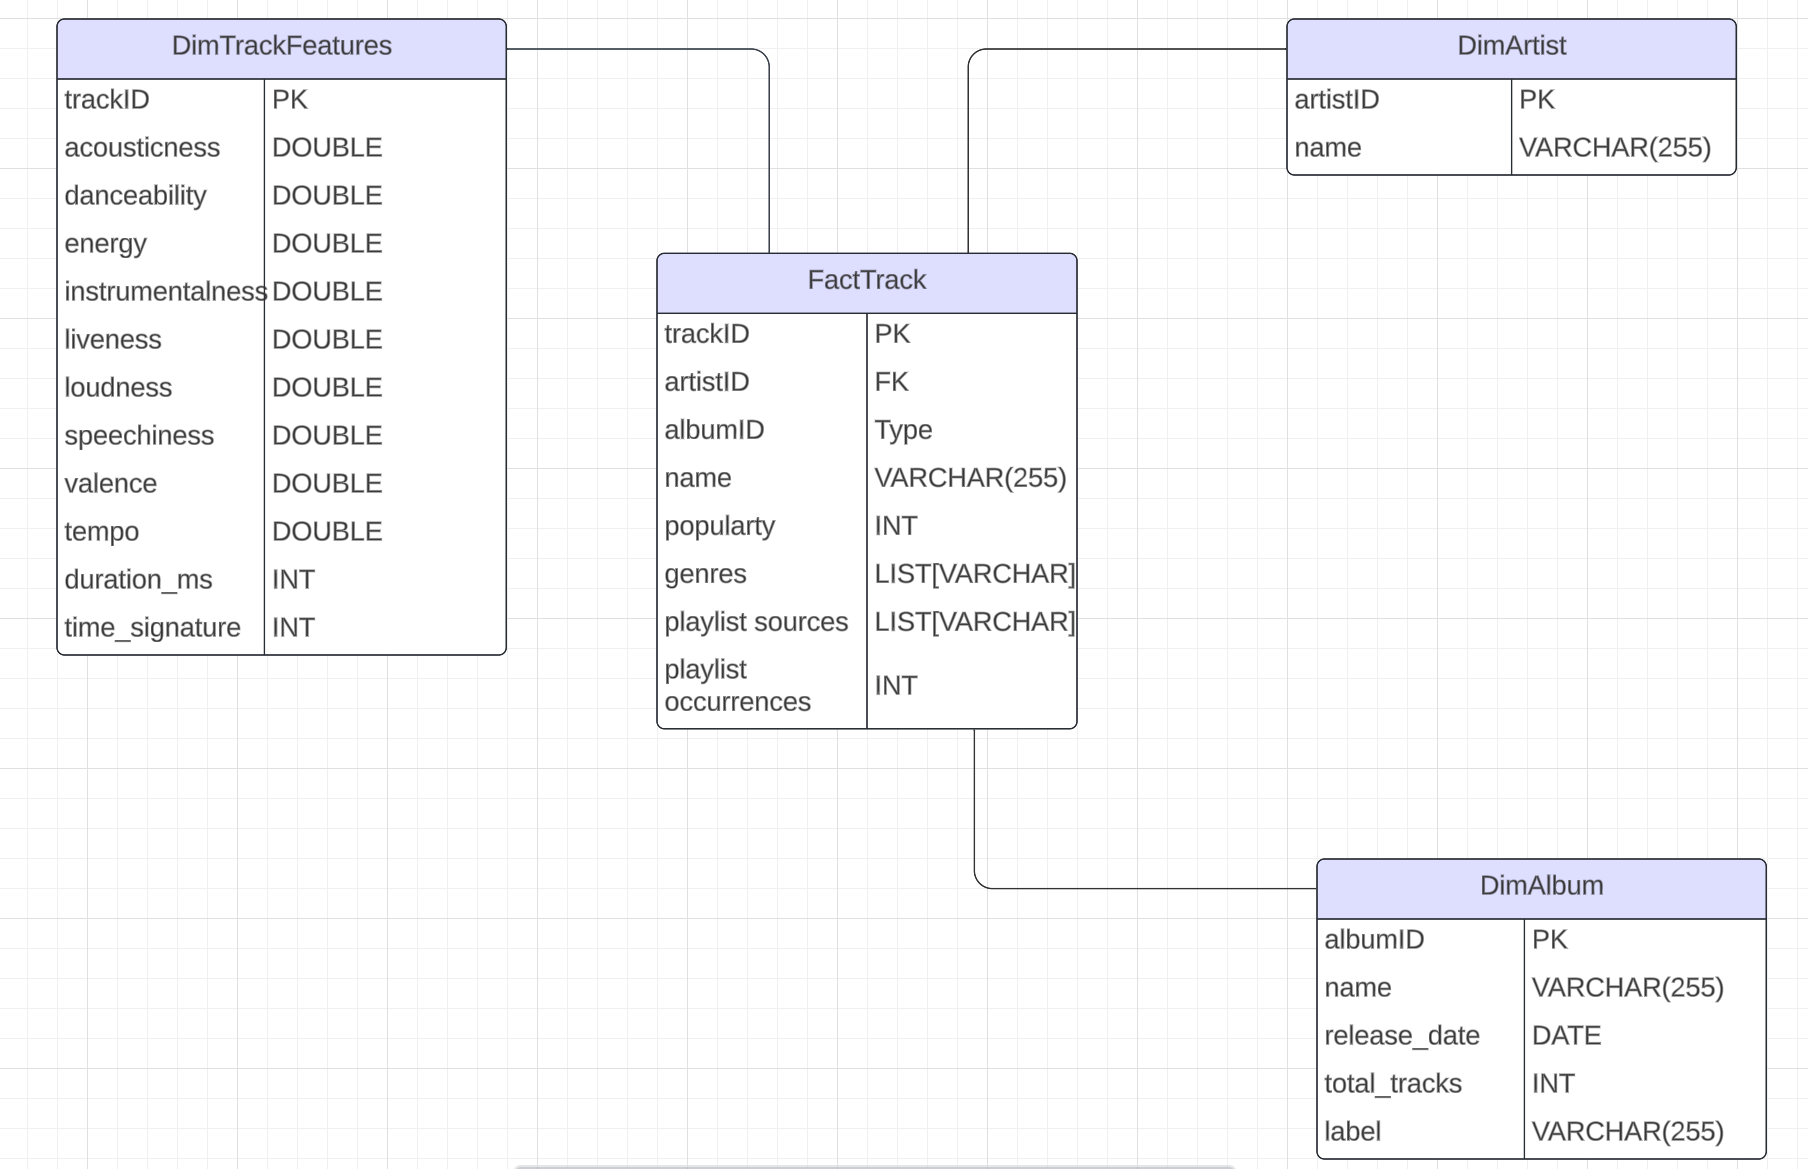 DimTrackFeatures
trackID PK
acousticness DOUBLE
danceability DOUBLE
energy DOUBLE
instrumentalness DOUBLE
liveness DOUBLE
loudness DOUBLE
speechiness DOUBLE
valence DOUBLE
tempo DOUBLE
duration_ms INT
time_signature INT
DimArtist
artistID PK
name VARCHAR(255)
FactTrack
trackID PK
artistID FK
albumID Type
name VARCHAR(255)
popularty INT
genres LIST[VARCHAR]
playlist sources LIST[VARCHAR]
playlist
occurrences INT
DimAlbum
albumID PK
name VARCHAR(255)
release_date DATE
total_tracks INT
label VARCHAR(255)